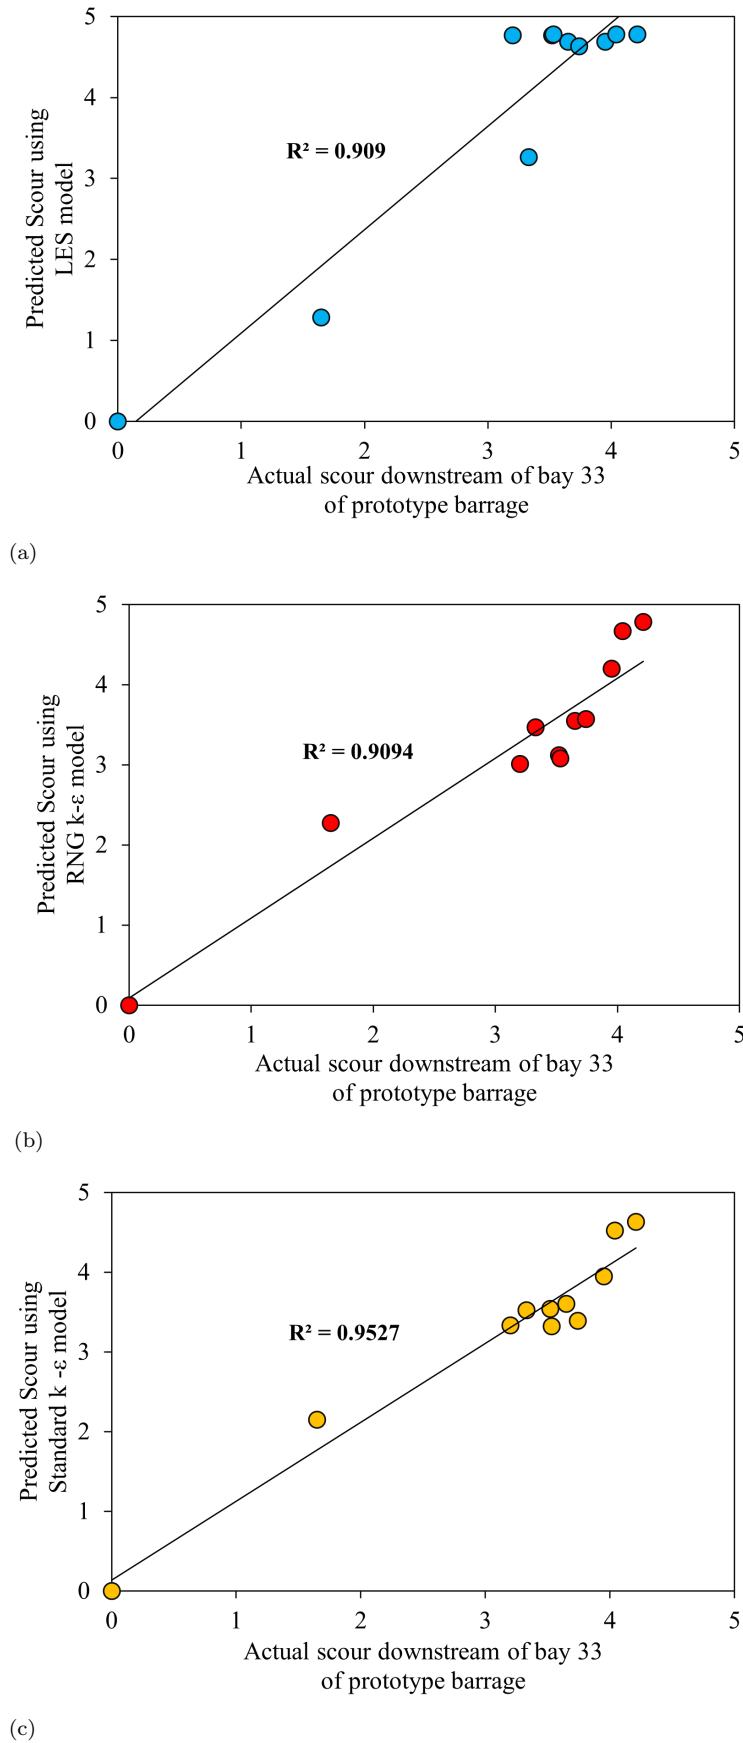 5
4
3
2
1
0
Predicted Scour using
LES model
R² = 0.909
0 1 2 3 4 5
Actual scour downstream of bay 33
of prototype barrage
(a)
5
4
3
2
1
0
Predicted Scour using
RNG k-ε model
R² = 0.9094
0 1 2 3 4 5
Actual scour downstream of bay 33
of prototype barrage
(b)
5
4
3
2
1
0
Predicted Scour using
Standard k -ε model
R² = 0.9527
0 1 2 3 4 5
Actual scour downstream of bay 33
of prototype barrage
(c)